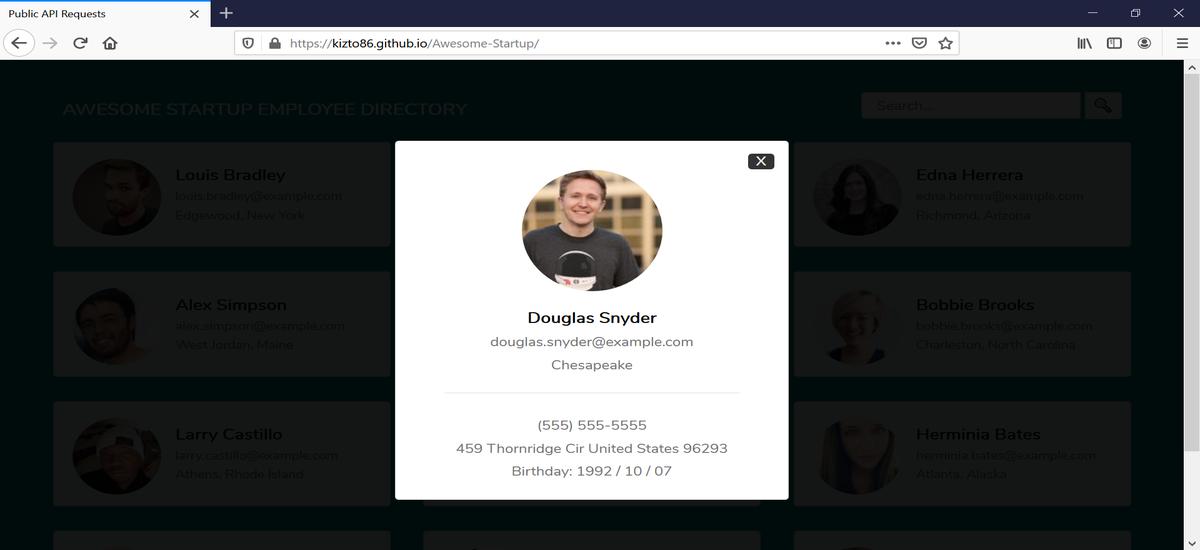 Public API Requests
https://kizto86.github.io/Awesome-Startup/
AWESOME STARTUP EMPLOYEE DIRECTORY
Search...
Louis Bradley
louis.bradley@example.com
Edgewood, New York
X
Douglas Snyder
douglas.snyder@example.com
Chesapeake
(555) 555-5555
459 Thornridge Cir United States 96293
Birthday: 1992 / 10 / 07
Edna Herrera
edna.herrera@example.com
Richmond, Arizona
Alex Simpson
alex.simpson@example.com
West Jordan, Maine
Bobbie Brooks
bobbie.brooks@example.com
Charleston, North Carolina
Larry Castillo
larry.castillo@example.com
Athens, Rhode Island
Herminia Bates
herminia.bates@example.com
Atlanta, Alaska